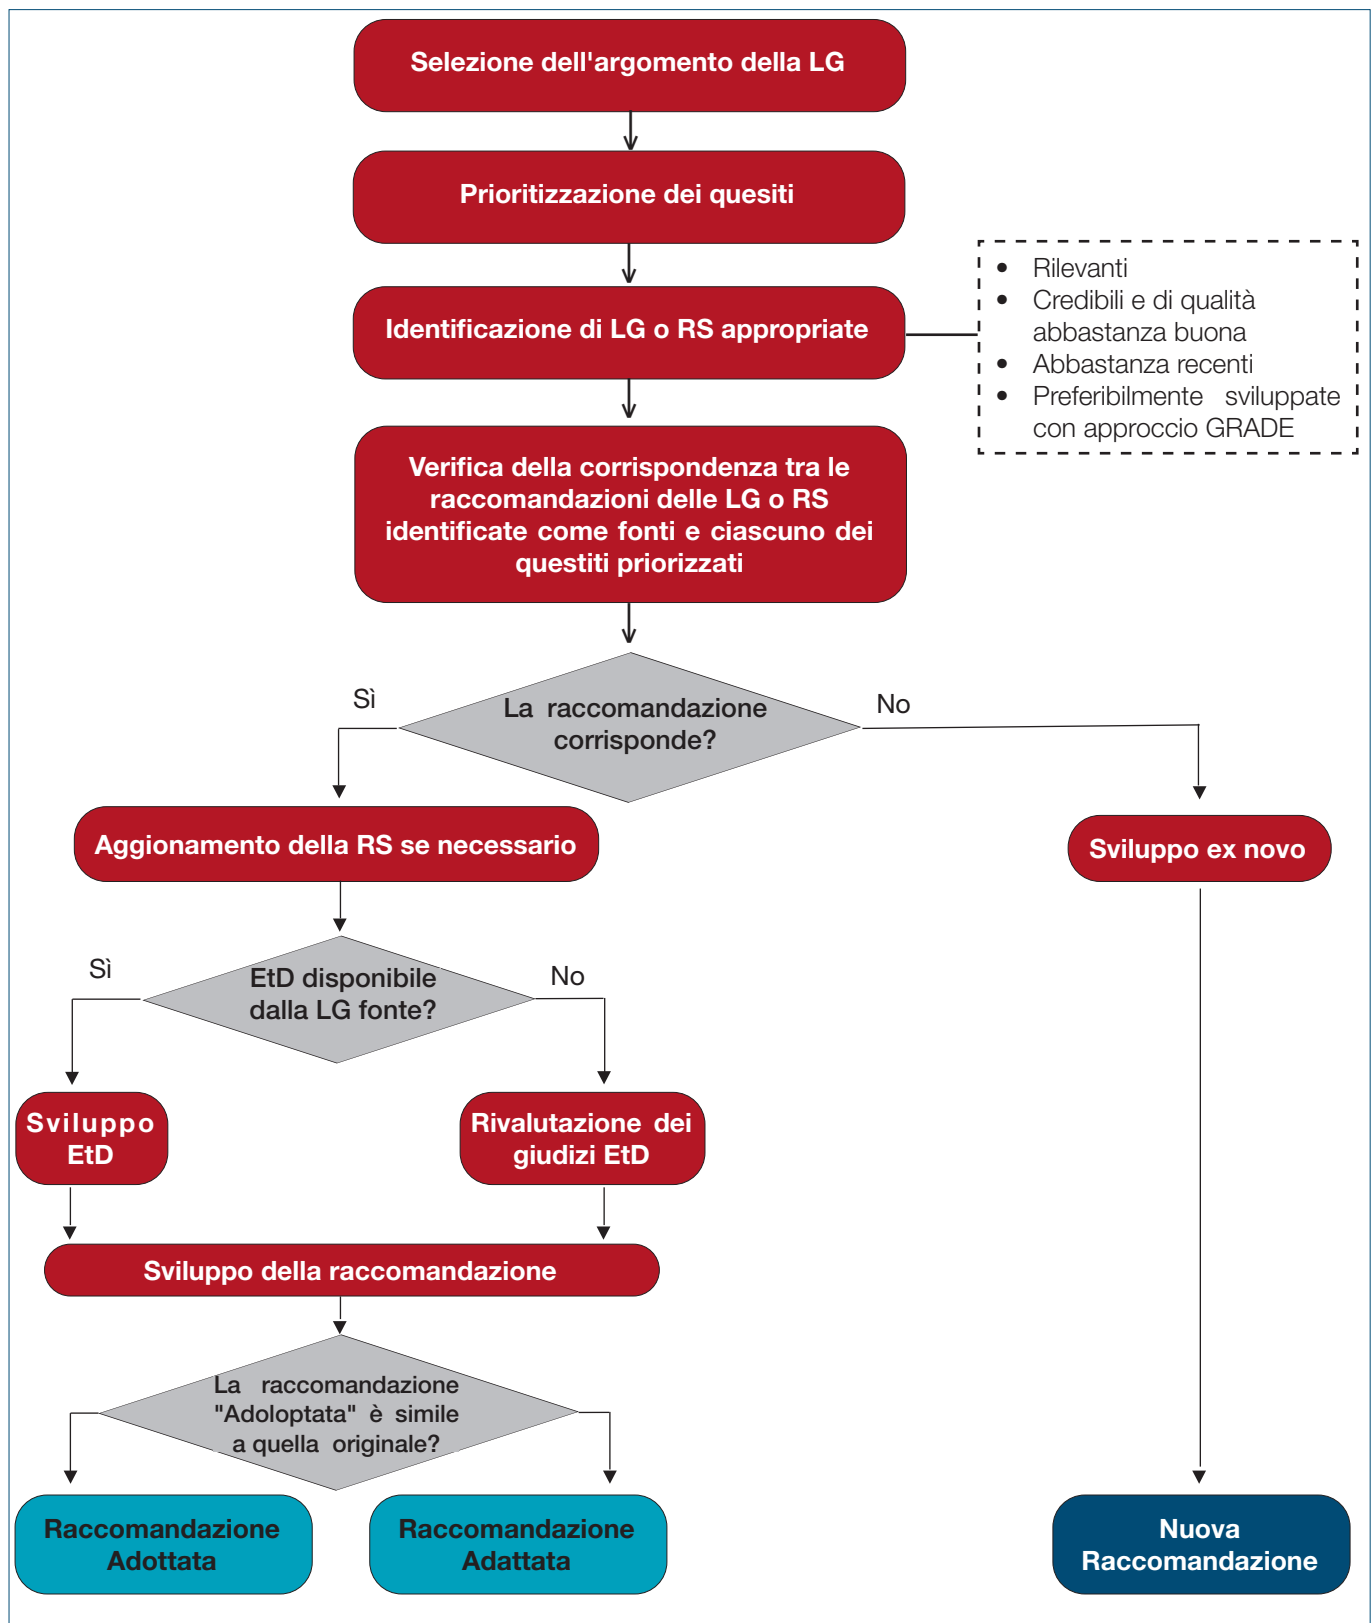 Selezione dell'argomento della LG
Prioritizzazione dei quesiti
Identificazione di LG o RS appropriate
• Rilevanti
• Credibili e di qualità
abbastanza buona
• Abbastanza recenti
• Preferibilmente sviluppate
con approccio GRADE
Verifica della corrispondenza tra le
raccomandazioni delle LG o RS
identificate come fonti e ciascuno dei
questiti priorizzati
Sì
La raccomandazione
corrisponde?
No
Aggionamento della RS se necessario
Sviluppo ex novo
Sì
EtD disponibile
dalla LG fonte?
No
Sviluppo
EtD
Rivalutazione dei
giudizi EtD
Sviluppo della raccomandazione
La raccomandazione
"Adoloptata" è simile
a quella originale?
Raccomandazione
Adottata
Raccomandazione
Adattata
Nuova
Raccomandazione